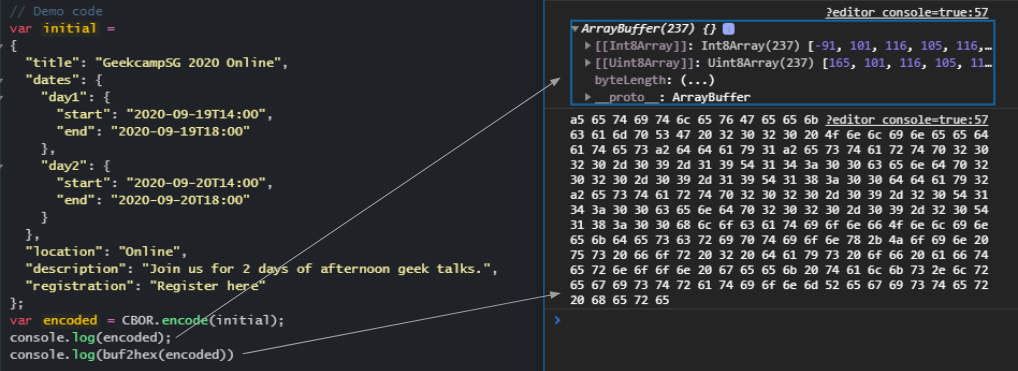 // Demo code
var initial =
{
"title": "GeekcampSG 2020 Online",
"dates": {
"day1": {
"start": "2020-09-19T14:00",
"end": "2020-09-19T18:00"
},
"day2": {
"start": "2020-09-20T14:00",
"end": "2020-09-20T18:00"
}
},
"location": "Online",
"description": "Join us for 2 days of afternoon geek talks.",
"registration": "Register here"
};
var encoded = CBOR.encode(initial);
console.log(encoded);
console.log(buf2hex(encoded))
?editor_console=true:57
ArrayBuffer(237) {} i
[[Int8Array]]: Int8Array(237) [-91, 101, 116, 105, 116,…
[[Uint8Array]]: Uint8Array(237) [165, 101, 116, 105, 11…
byteLength: (...)
__proto__: ArrayBuffer
a5 65 74 69 74 6c 65 76 47 65 65 6b ?editor_console=true:57
63 61 6d 70 53 47 20 32 30 32 30 20 4f 6e 6c 69 6e 65 65 64
61 74 65 73 a2 64 64 61 79 31 a2 65 73 74 61 72 74 70 32 30
32 30 2d 30 39 2d 31 39 54 31 34 3a 30 30 63 65 6e 64 70 32
30 32 30 2d 30 39 2d 31 39 54 31 38 3a 30 30 64 64 61 79 32
a2 65 73 74 61 72 74 70 32 30 32 30 2d 30 39 2d 32 30 54 31
34 3a 30 30 63 65 6e 64 70 32 30 32 30 2d 30 39 2d 32 30 54
31 38 3a 30 30 68 6c 6f 63 61 74 69 6f 6e 66 4f 6e 6c 69 6e
65 6b 64 65 73 63 72 69 70 74 69 6f 6e 78 2b 4a 6f 69 6e 20
75 73 20 66 6f 72 20 32 20 64 61 79 73 20 6f 66 20 61 66 74
65 72 6e 6f 6f 6e 20 67 65 65 6b 20 74 61 6c 6b 73 2e 6c 72
65 67 69 73 74 72 61 74 69 6f 6e 6d 52 65 67 69 73 74 65 72
20 68 65 72 65